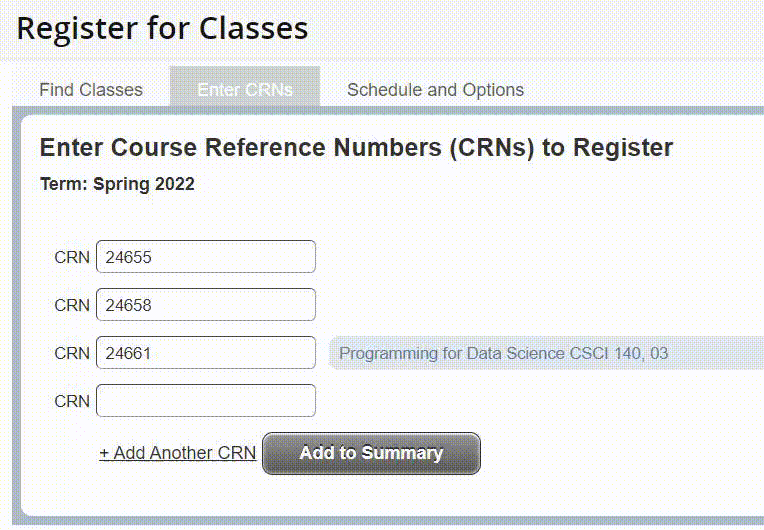 Register for Classes
Find Classes Enter CRNs Schedule and Options
Enter Course Reference Numbers (CRNs) to Register
Term: Spring 2022
CRN 24655
CRN 24658
CRN 24661 Programming for Data Science CSCI 140, 03
CRN
+ Add Another CRN Add to Summary